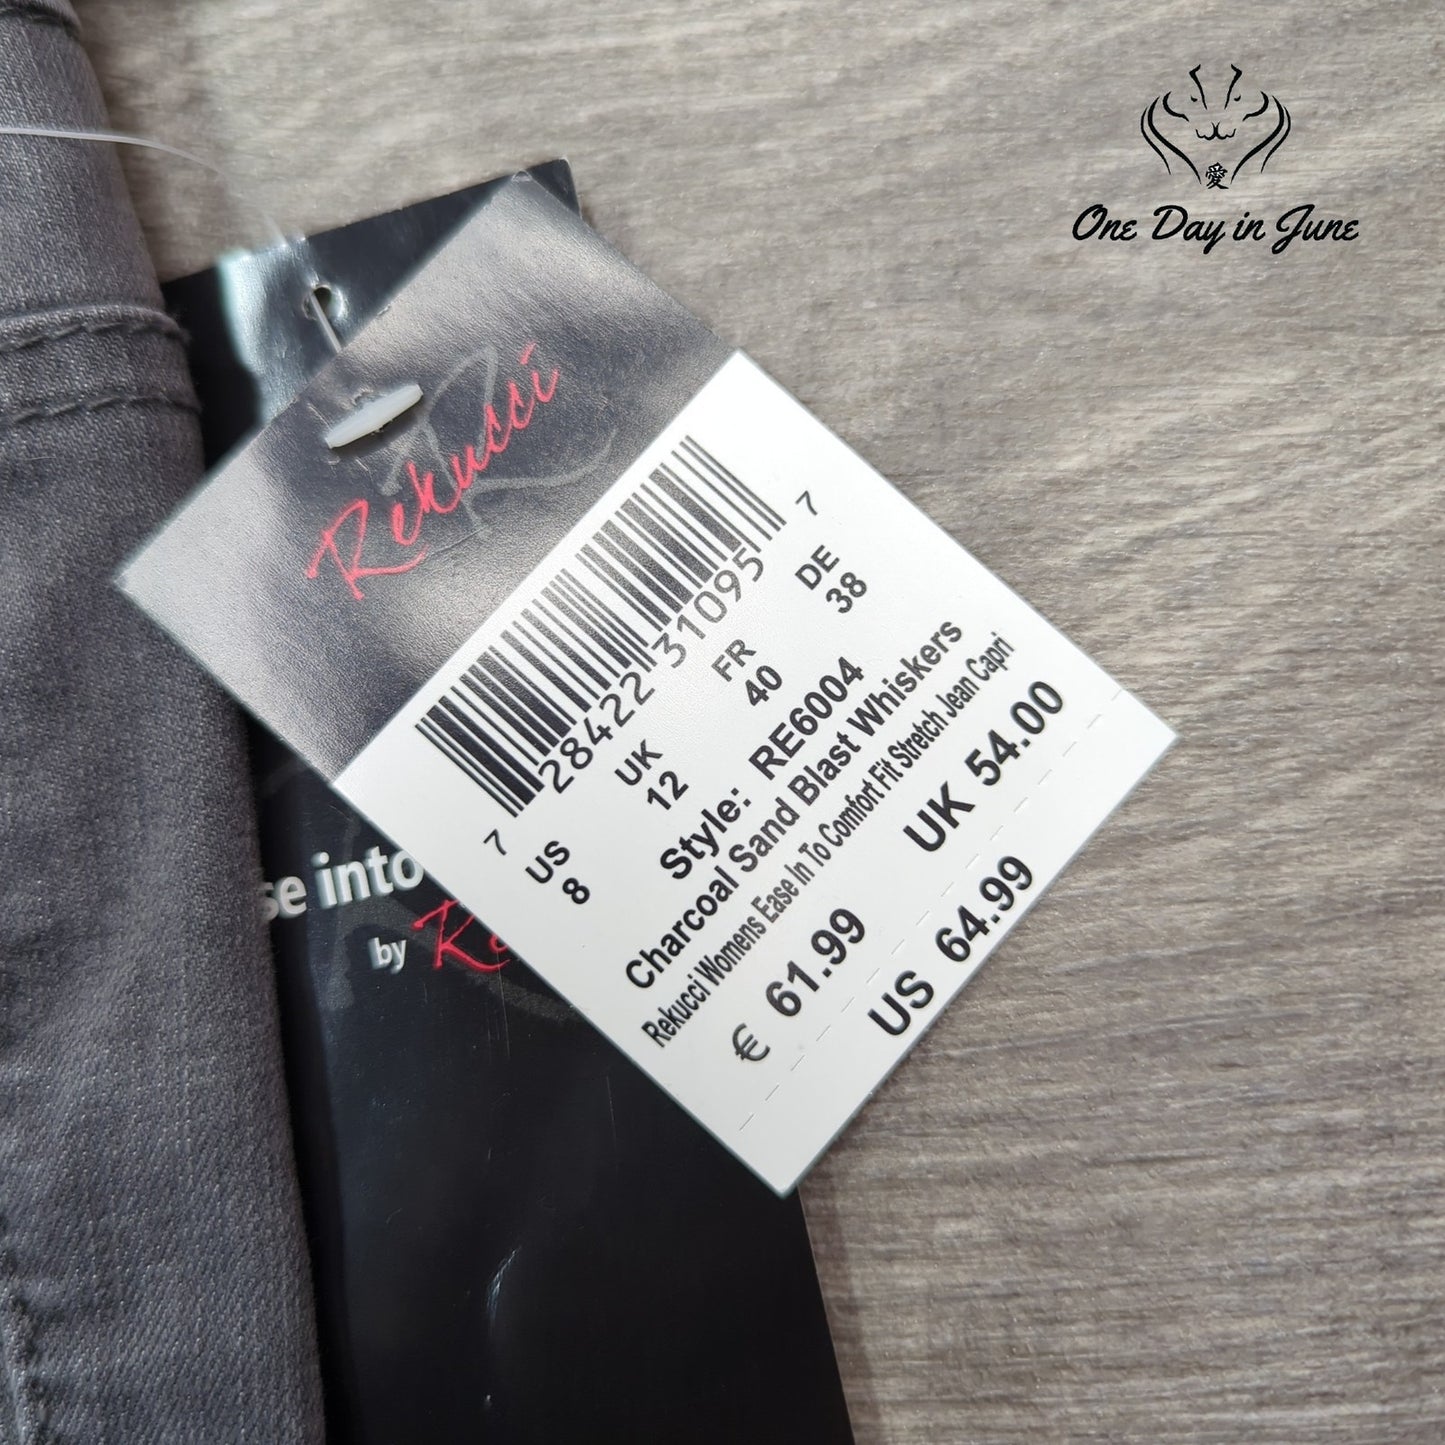 愛
One Day in June
Rekucci
7 28422 31095 7
US UK FR DE
8 12 40 38
Style: RE6004
Charcoal Sand Blast Whiskers
Rekucci Womens Ease In To Comfort Fit Stretch Jean Capri
€ 61.99 UK 54.00
US 64.99
se into
by Re